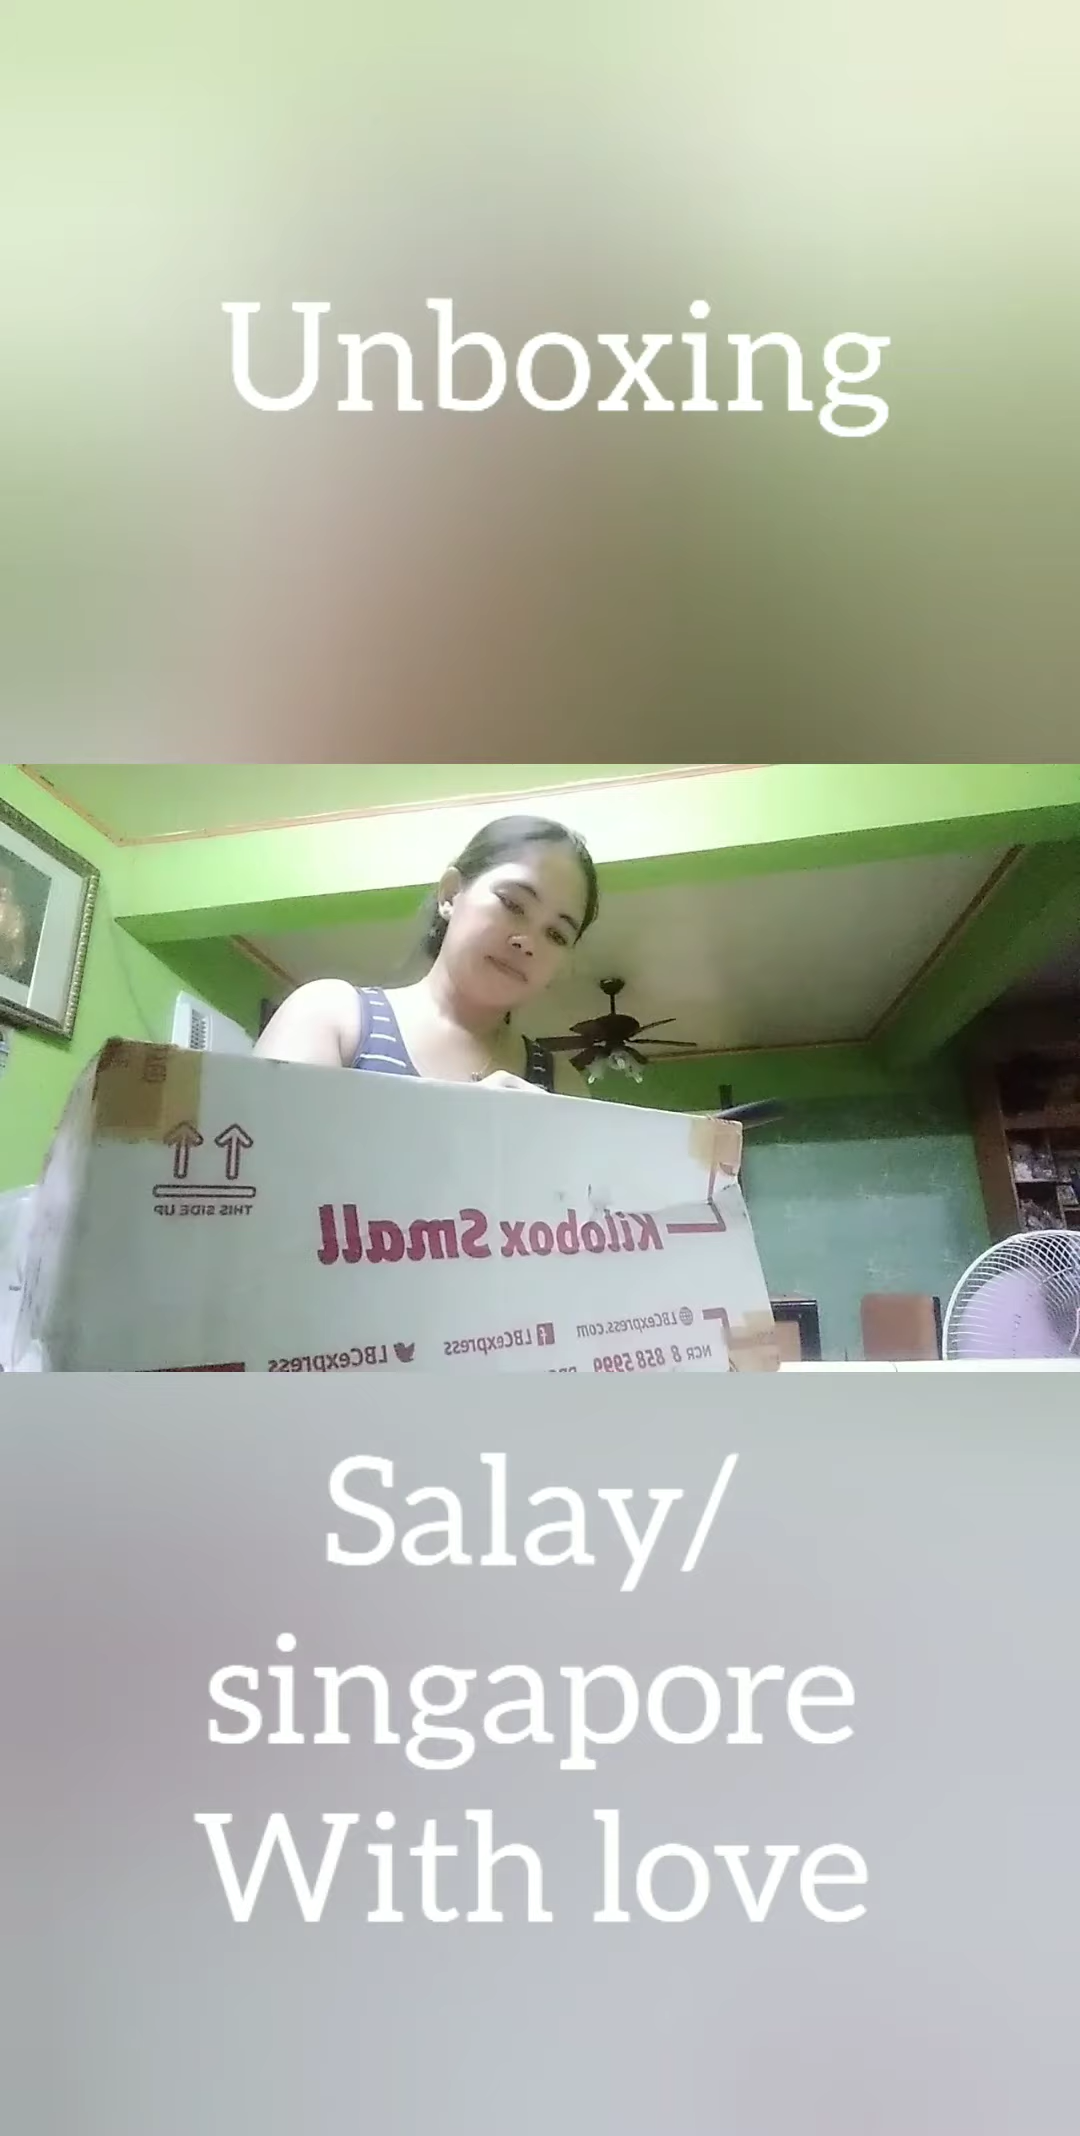 Unboxing
THIS SIDE UP
Kilobox Small
LBCexpress.com
LBCexpress
LBCexpress
NCR 8 858 5999
Salay/
singapore
With love